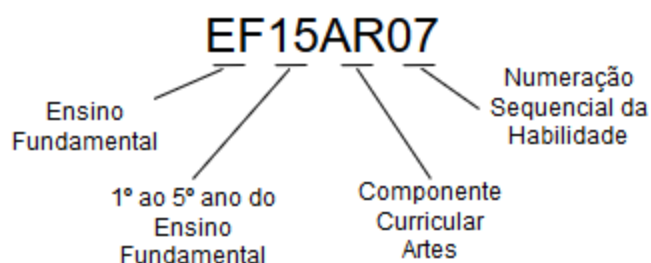 EF15AR07
Ensino
Fundamental
1º ao 5º ano do
Ensino
Fundamental
Componente
Curricular
Artes
Numeração
Sequencial da
Habilidade